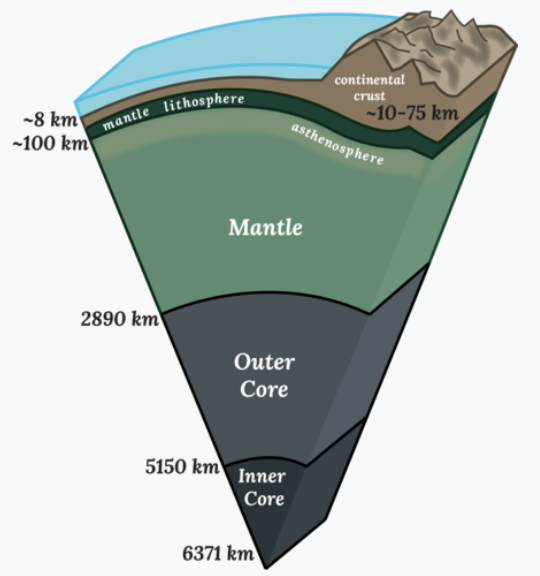 continental
crust
~10-75 km
~8 km
mantle lithosphere
~100 km
asthenosphere
Mantle
2890 km
Outer
Core
5150 km
Inner
Core
6371 km